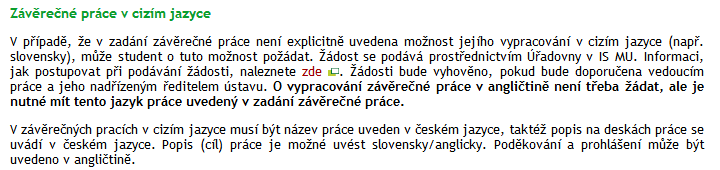 Závěrečné práce v cizím jazyce
V případě, že v zadání závěrečné práce není explicitně uvedena možnost jejího vypracování v cizím jazyce (např.
slovensky), může student o tuto možnost požádat. Žádost se podává prostřednictvím Úřadovny v IS MU. Informaci,
jak postupovat při podávání žádosti, naleznete zde. Žádosti bude vyhověno, pokud bude doporučena vedoucím
práce a jeho nadřízeným ředitelem ústavu. O vypracování závěrečné práce v angličtině není třeba žádat, ale je
nutné mít tento jazyk práce uvedený v zadání závěrečné práce.
V závěrečných pracích v cizím jazyce musí být název práce uveden v českém jazyce, taktéž popis na deskách práce se
uvádí v českém jazyce. Popis (cíl) práce je možné uvést slovensky/anglicky. Poděkování a prohlášení může být
uvedeno v angličtině.